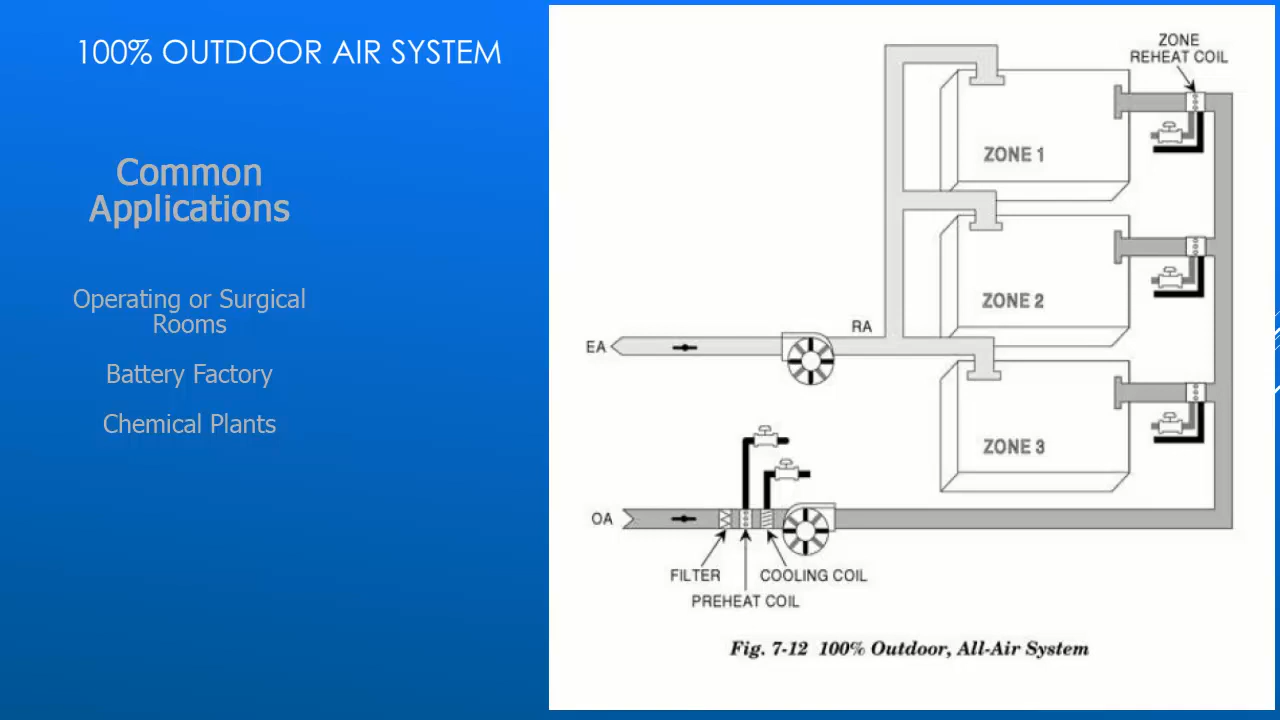 100% OUTDOOR AIR SYSTEM
Common
Applications
Operating or Surgical
Rooms
Battery Factory
Chemical Plants
ZONE
REHEAT COIL
ZONE 1
ZONE 2
RA
EA
ZONE 3
OA
FILTER
COOLING COIL
PREHEAT COIL
Fig. 7-12 100% Outdoor, All-Air System